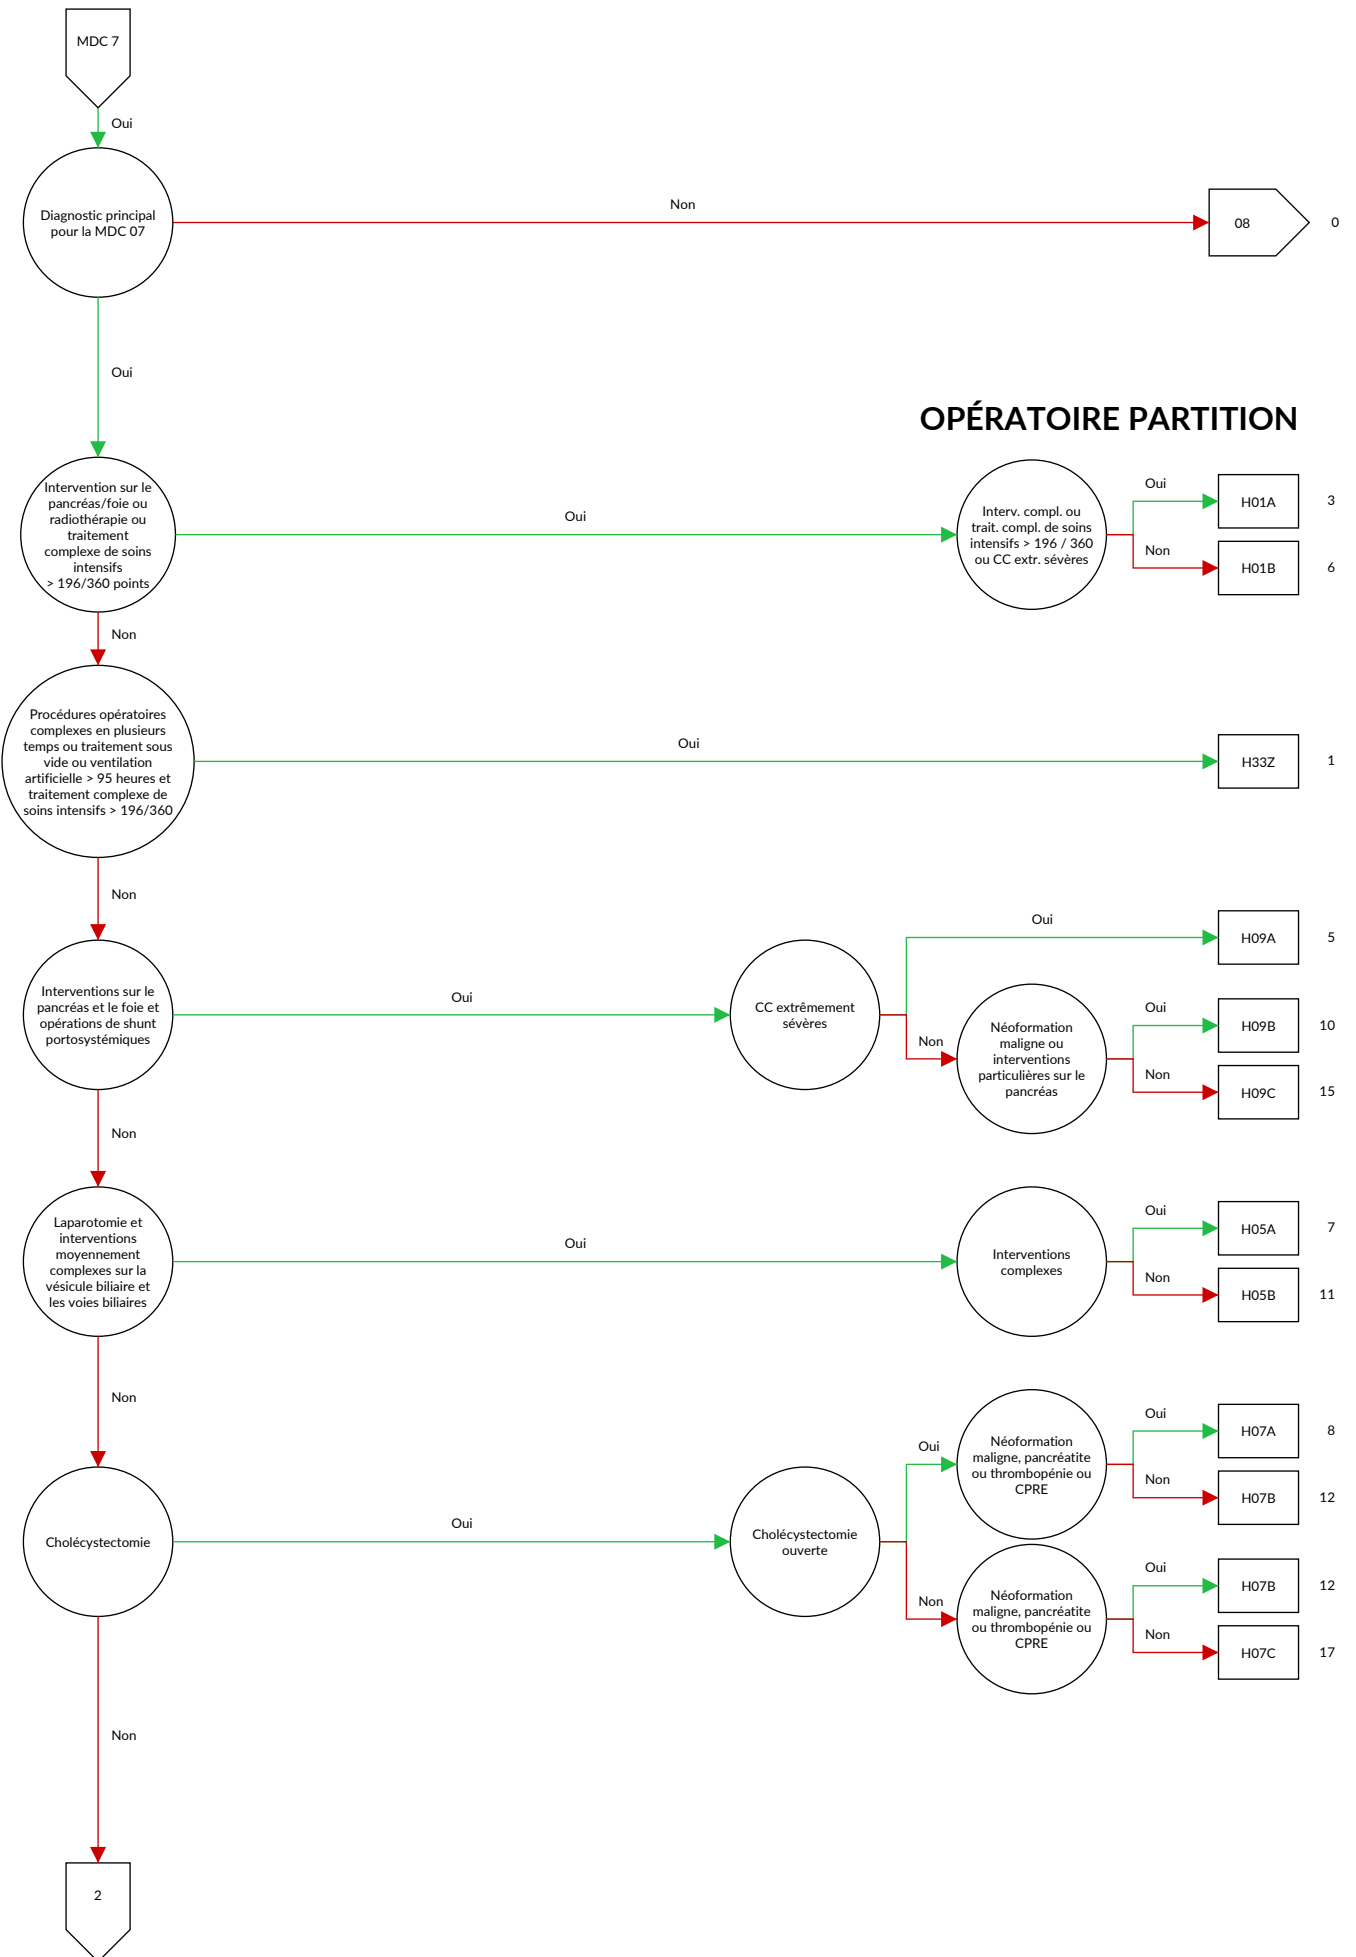 MDC 7
Oui
Diagnostic principal
pour la MDC 07
Non
08
0
Oui
OPÉRATOIRE PARTITION
Intervention sur le
pancréas/foie ou
radiothérapie ou
traitement
complexe de soins
intensifs
> 196/360 points
Oui
Interv. compl. ou
trait. compl. de soins
intensifs > 196 / 360
ou CC extr. sévères
Oui
H01A
3
Non
H01B
6
Non
Procédures opératoires
complexes en plusieurs
temps ou traitement sous
vide ou ventilation
artificielle > 95 heures et
traitement complexe de
soins intensifs > 196/360
Oui
H33Z
1
Non
Interventions sur le
pancréas et le foie et
opérations de shunt
portosystémiques
Oui
CC extrêmement
sévères
Oui
H09A
5
Non
Néoformation
maligne ou
interventions
particulières sur le
pancréas
Oui
H09B
10
Non
H09C
15
Non
Laparotomie et
interventions
moyennement
complexes sur la
vésicule biliaire et
les voies biliaires
Oui
Interventions
complexes
Oui
H05A
7
Non
H05B
11
Non
Cholécystectomie
Oui
Cholécystectomie
ouverte
Oui
Néoformation
maligne, pancréatite
ou thrombopénie ou
CPRE
Oui
H07A
8
Non
H07B
12
Non
Néoformation
maligne, pancréatite
ou thrombopénie ou
CPRE
Oui
H07B
12
Non
H07C
17
Non
2